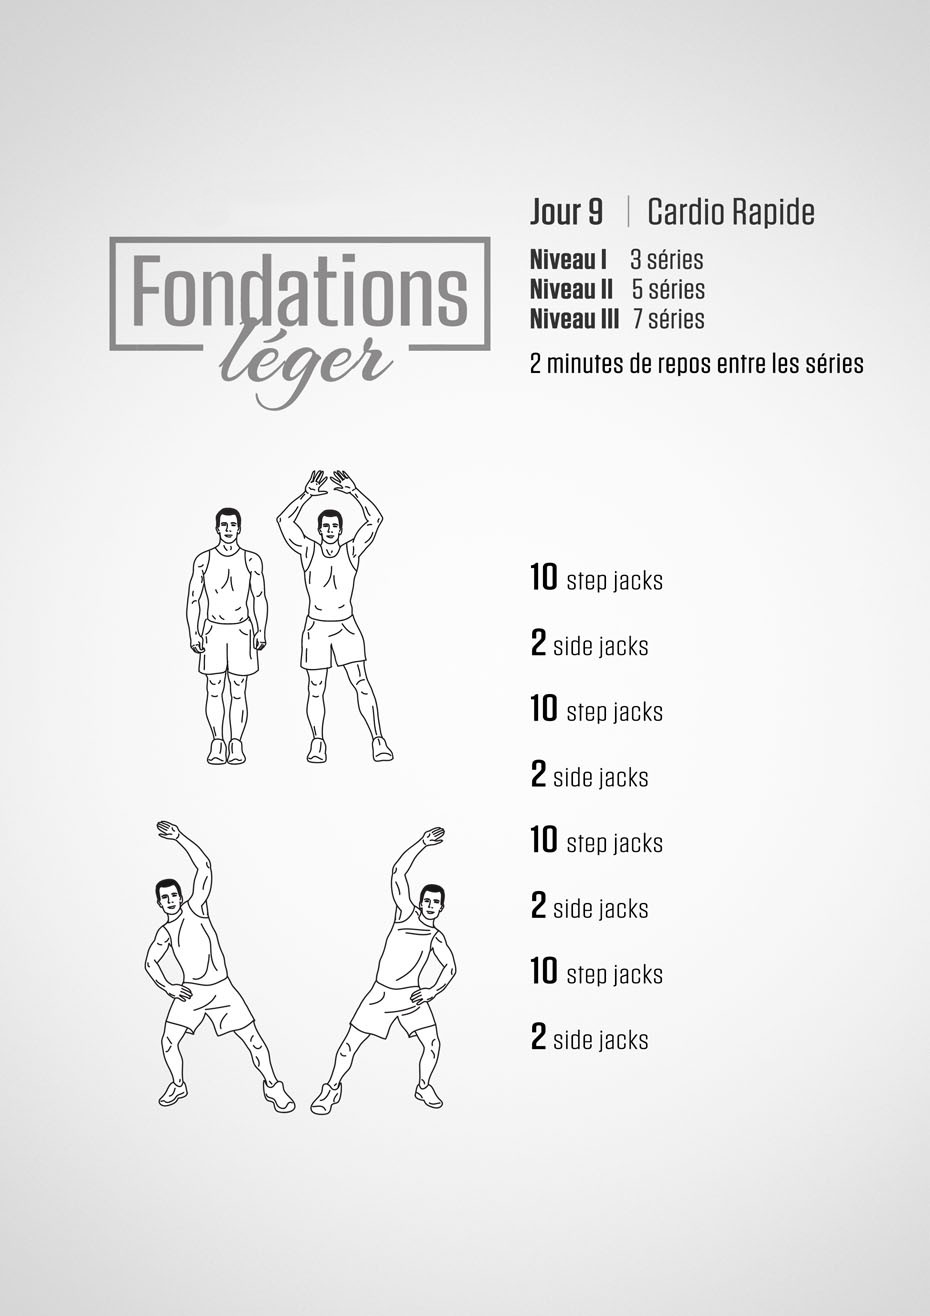 Fondations
léger
Jour 9 | Cardio Rapide
Niveau I 3 séries
Niveau II 5 séries
Niveau III 7 séries
2 minutes de repos entre les séries
10 step jacks
2 side jacks
10 step jacks
2 side jacks
10 step jacks
2 side jacks
10 step jacks
2 side jacks